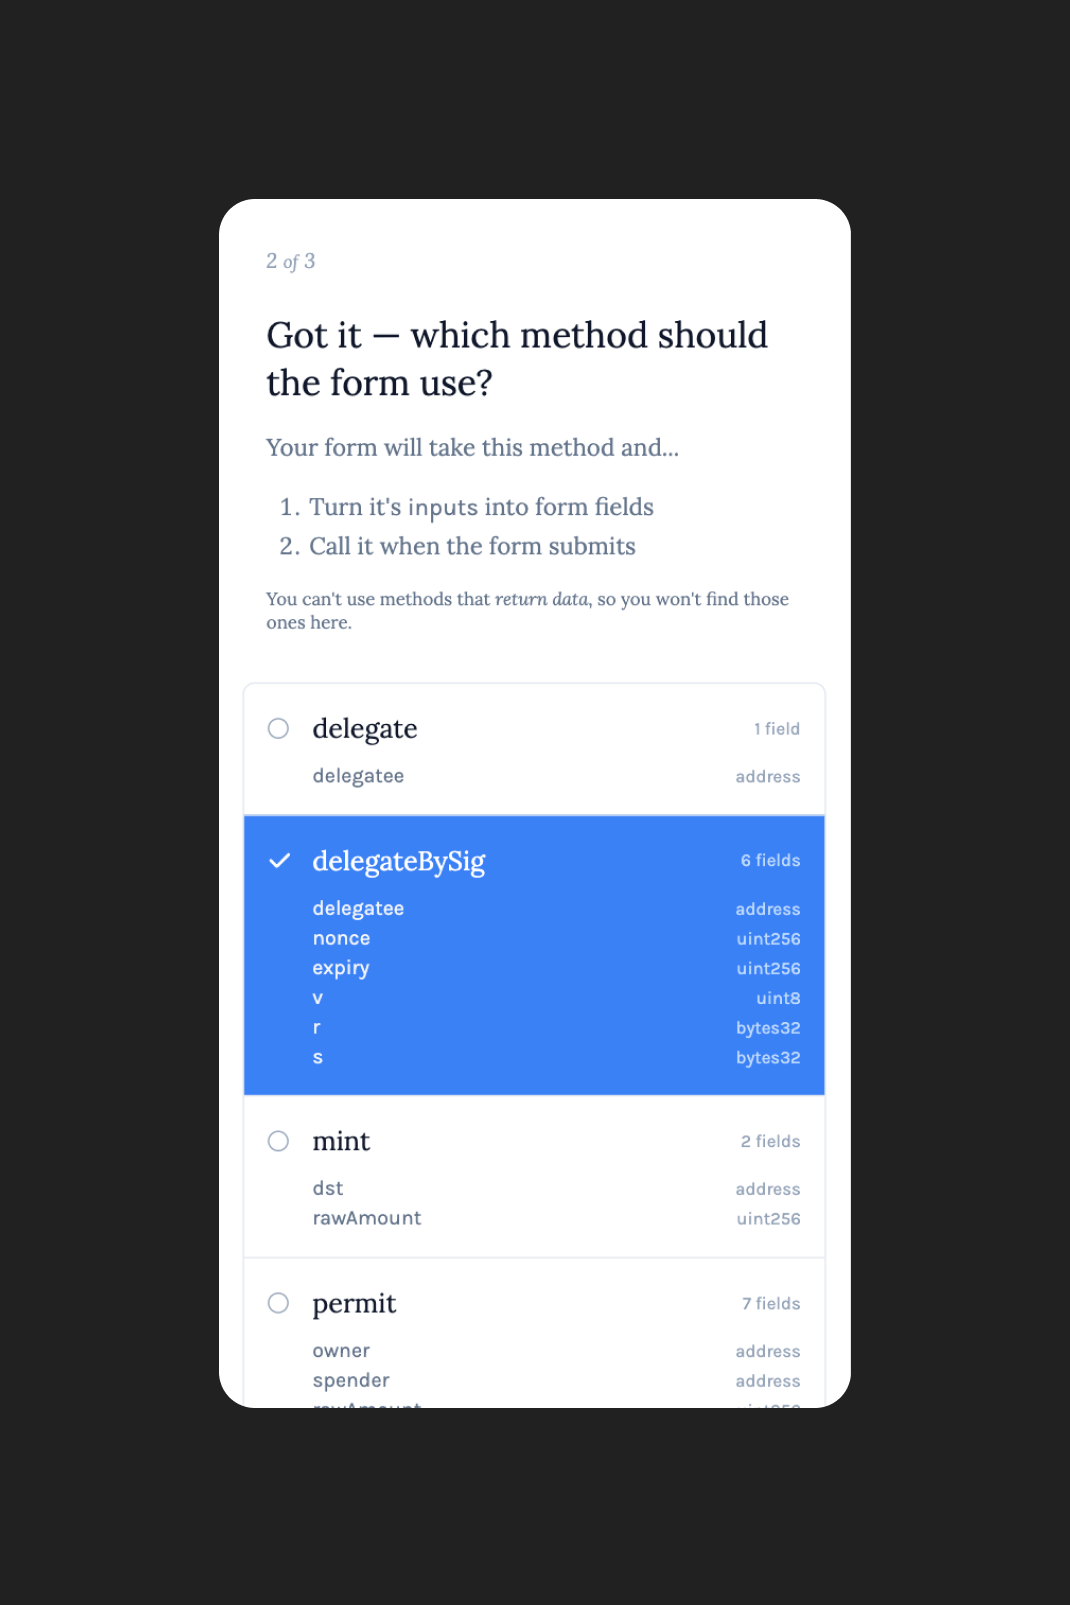 2 of 3
Got it — which method should
the form use?
Your form will take this method and...
1. Turn it's inputs into form fields
2. Call it when the form submits
You can't use methods that return data, so you won't find those
ones here.
delegate 1 field
delegatee address
delegateBySig 6 fields
delegatee address
nonce uint256
expiry uint256
v uint8
r bytes32
s bytes32
mint 2 fields
dst address
rawAmount uint256
permit 7 fields
owner address
spender address
rawAmount uint256